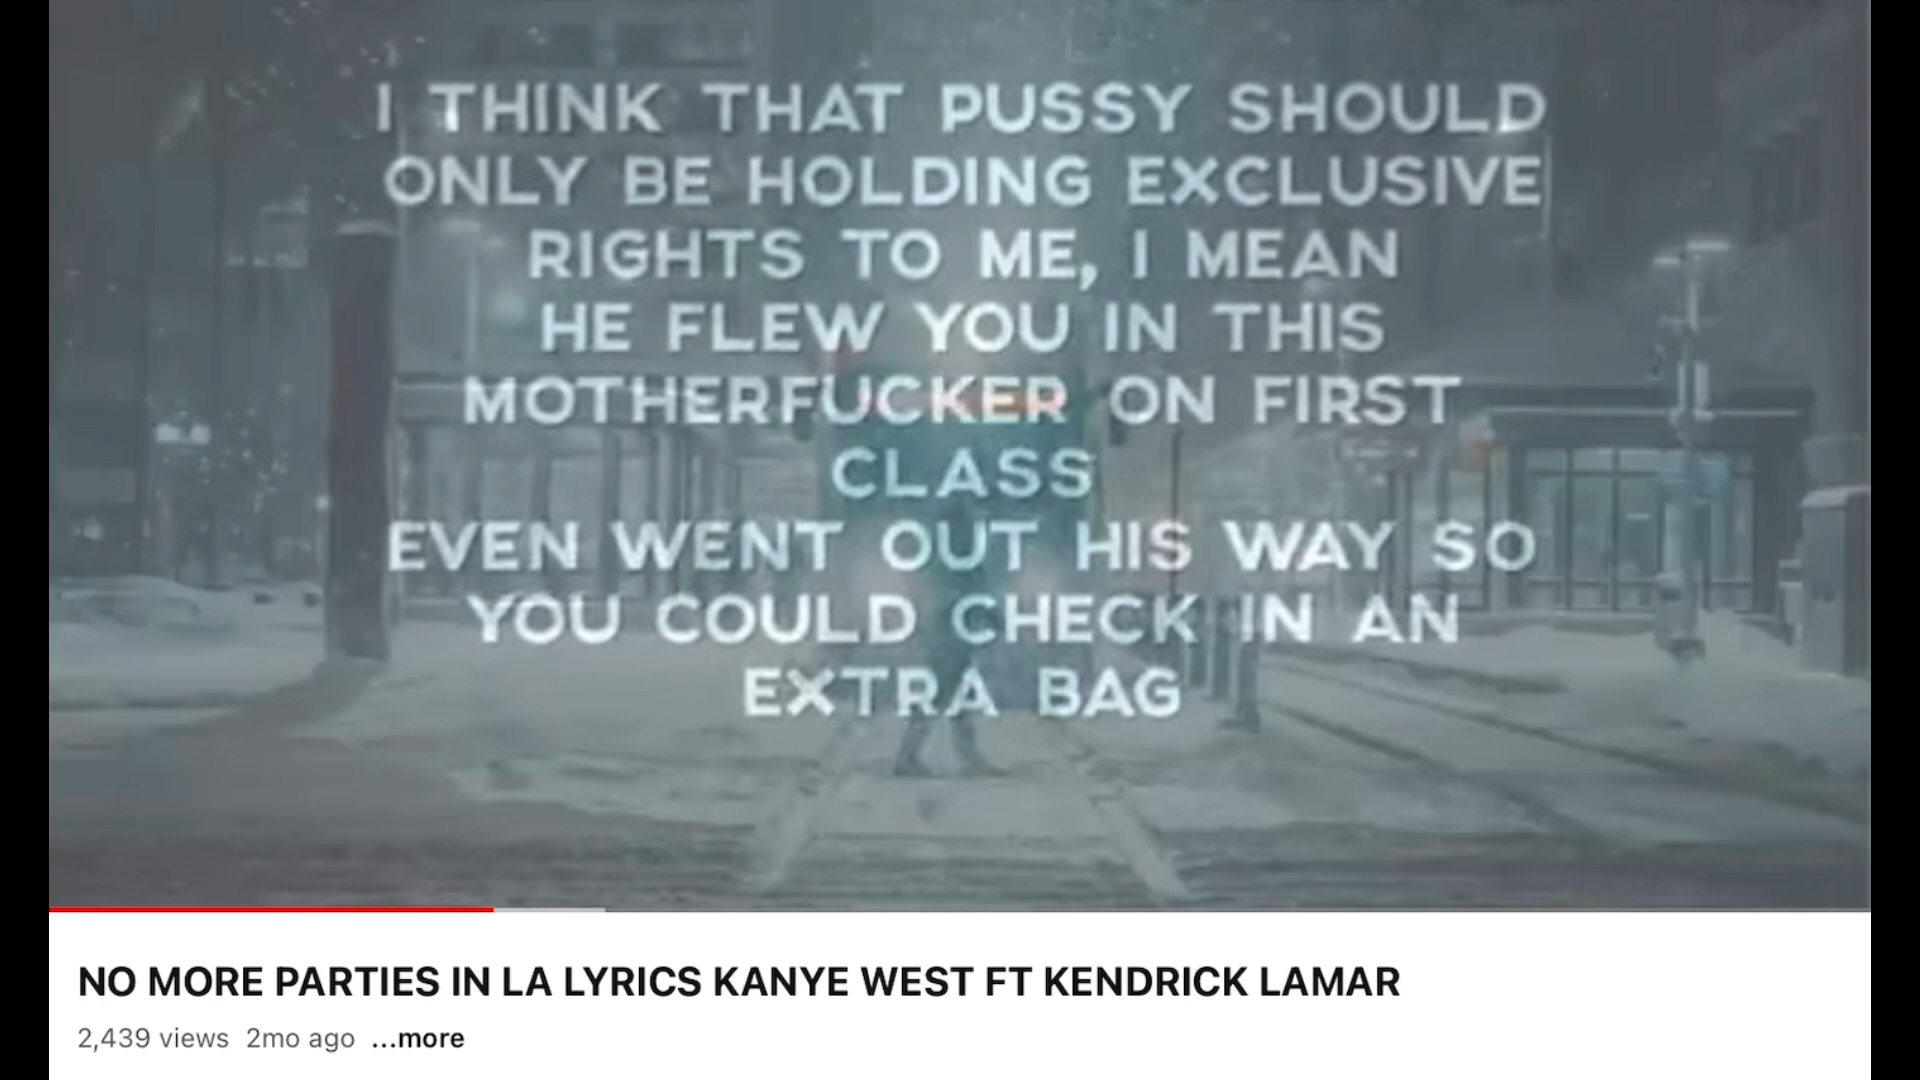 I THINK THAT PUSSY SHOULD
ONLY BE HOLDING EXCLUSIVE
RIGHTS TO ME, I MEAN
HE FLEW YOU IN THIS
MOTHERFUCKER ON FIRST
CLASS
EVEN WENT OUT HIS WAY SO
YOU COULD CHECK IN AN
EXTRA BAG
NO MORE PARTIES IN LA LYRICS KANYE WEST FT KENDRICK LAMAR
2,439 views 2mo ago ...more